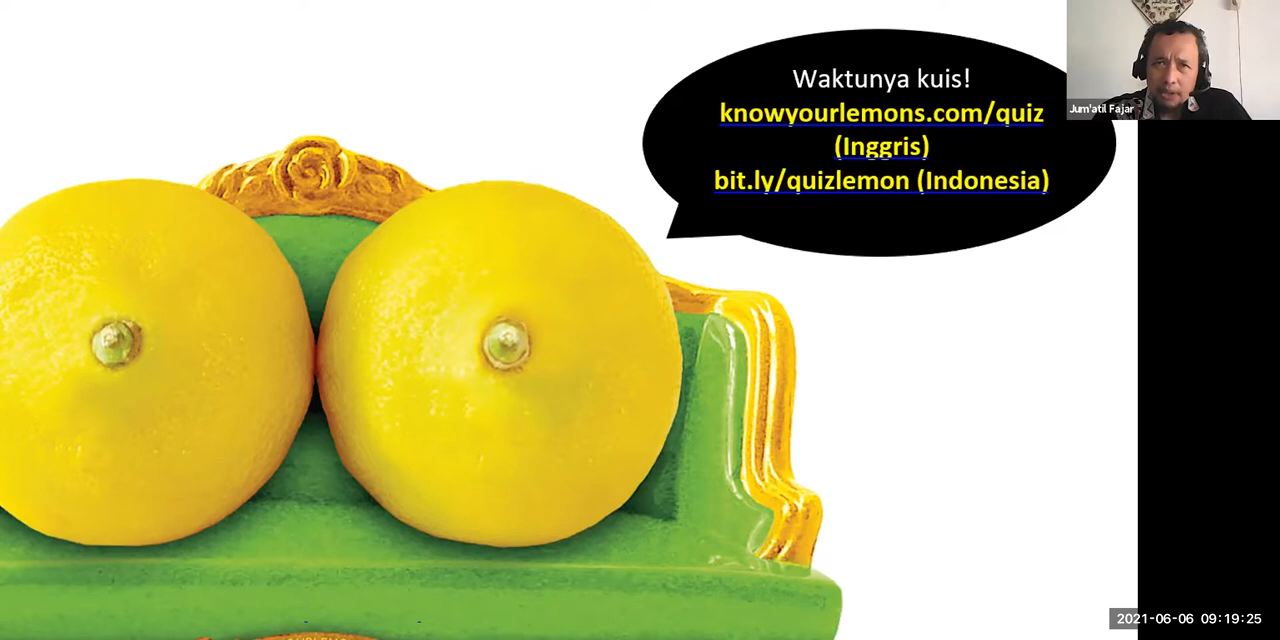 Waktunya kuis!
knowyourlemons.com/quiz
(Inggris)
bit.ly/quizlemon (Indonesia)
Jum'atil Fajar
2021-06-06 09:19:25